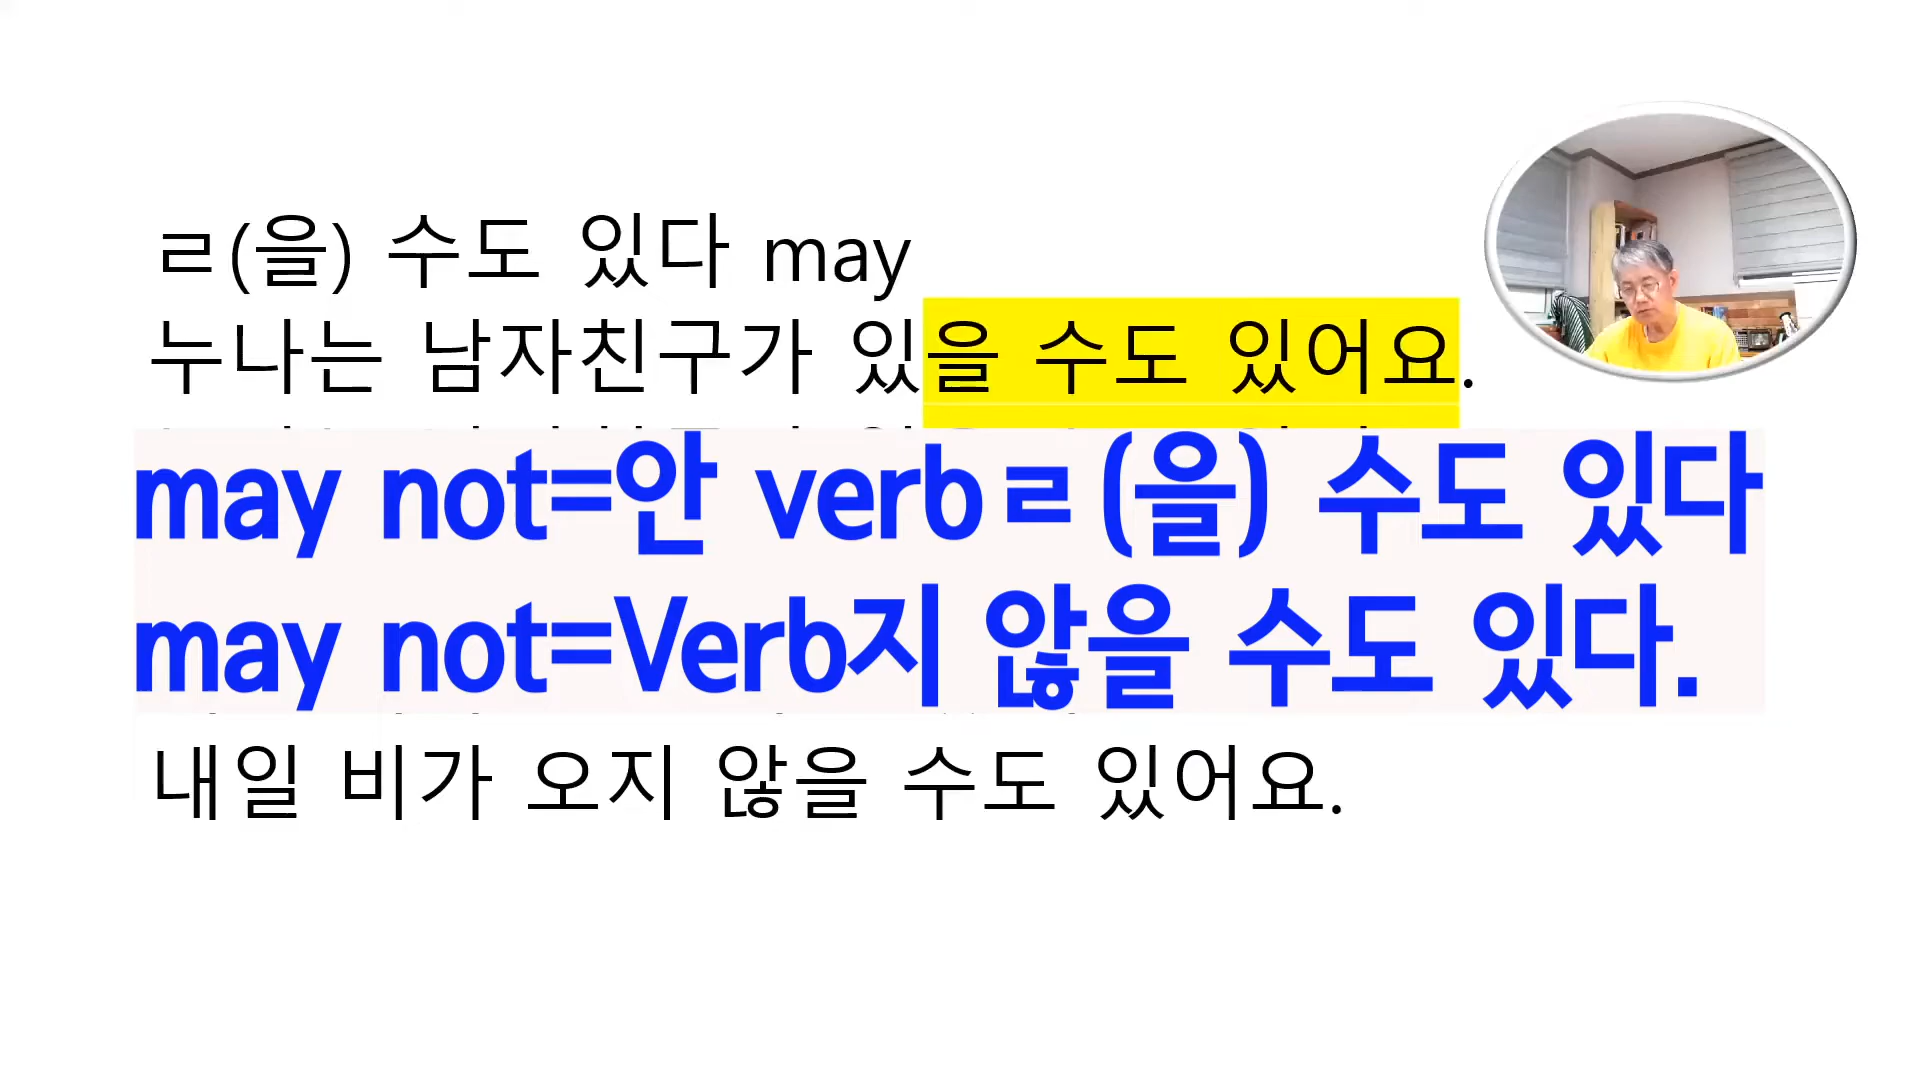 ㄹ(을) 수도 있다 may
누나는 남자친구가 있을 수도 있어요.
may not=안 verbㄹ(을) 수도 있다
may not=Verb지 않을 수도 있다.
내일 비가 오지 않을 수도 있어요.